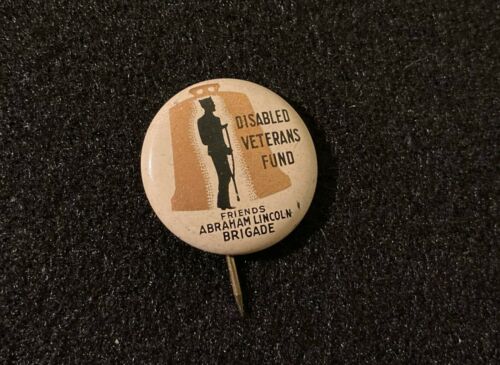 DISABLED
VETERANS
FUND
FRIENDS
ABRAHAM LINCOLN
BRIGADE